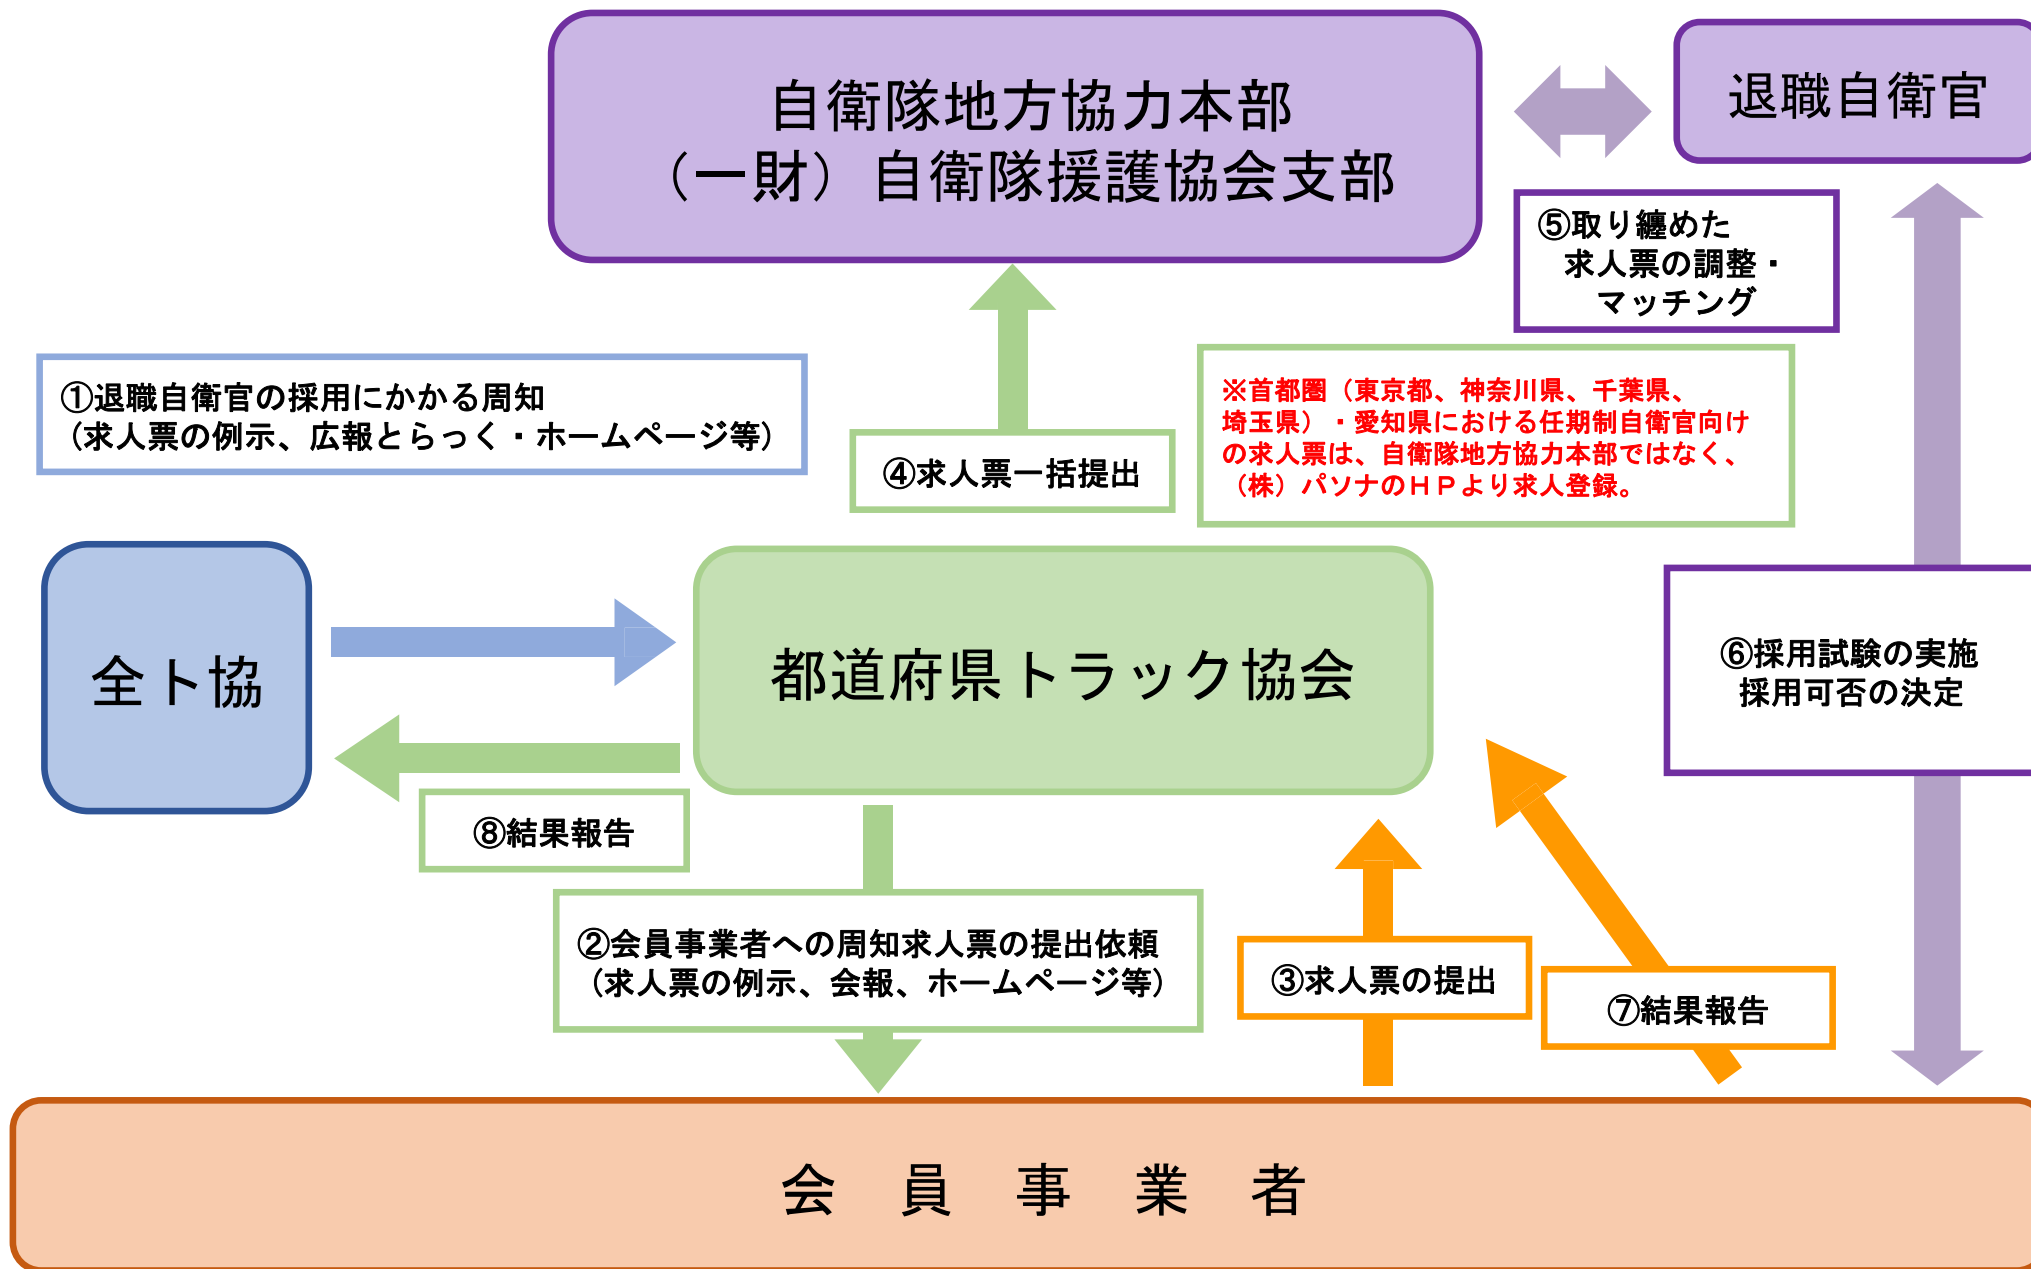 自衛隊地方協力本部
（一財）自衛隊援護協会支部
退職自衛官
⑤取り纏めた
求人票の調整・
マッチング
①退職自衛官の採用にかかる周知
（求人票の例示、広報とらっく・ホームページ等）
※首都圏（東京都、神奈川県、千葉県、
埼玉県）・愛知県における任期制自衛官向け
の求人票は、自衛隊地方協力本部ではなく、
（株）パソナのＨＰより求人登録。
④求人票一括提出
全ト協
都道府県トラック協会
⑥採用試験の実施
採用可否の決定
⑧結果報告
②会員事業者への周知求人票の提出依頼
（求人票の例示、会報、ホームページ等）
③求人票の提出
⑦結果報告
会　員　事　業　者